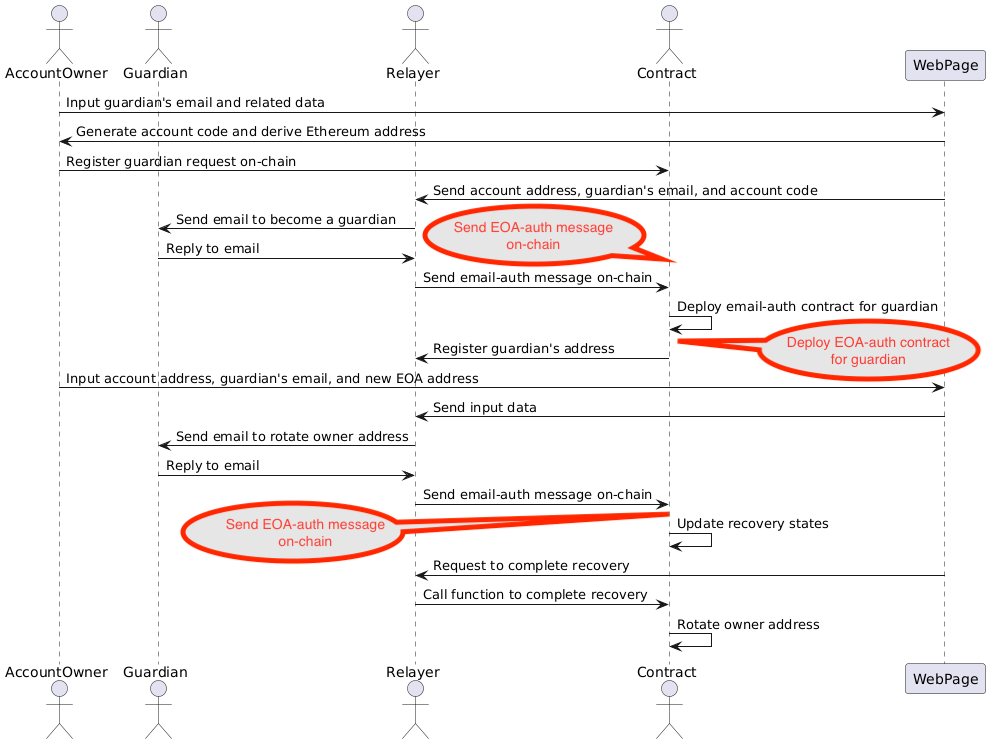 AccountOwner
Guardian
Relayer
Contract
WebPage
Input guardian's email and related data
Generate account code and derive Ethereum address
Register guardian request on-chain
Send account address, guardian's email, and account code
Send email to become a guardian
Send EOA-auth message
on-chain
Reply to email
Send email-auth message on-chain
Deploy email-auth contract for guardian
Deploy EOA-auth contract
for guardian
Register guardian's address
Input account address, guardian's email, and new EOA address
Send input data
Send email to rotate owner address
Reply to email
Send email-auth message on-chain
Send EOA-auth message
on-chain
Update recovery states
Request to complete recovery
Call function to complete recovery
Rotate owner address
AccountOwner
Guardian
Relayer
Contract
WebPage